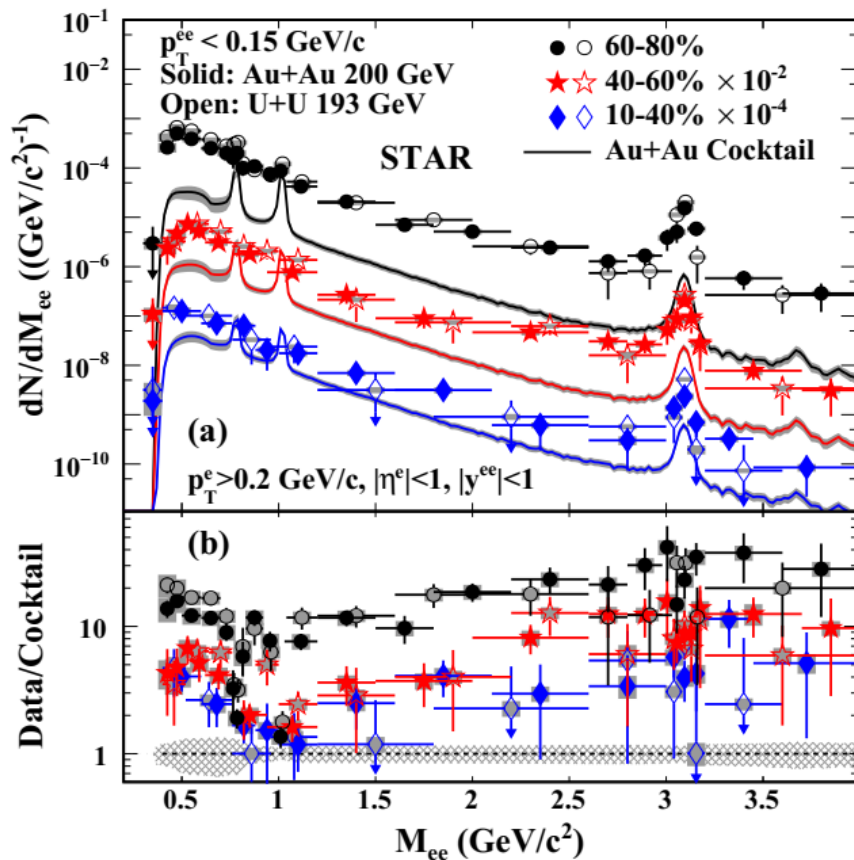 p_T^ee < 0.15 GeV/c
Solid: Au+Au 200 GeV
Open: U+U 193 GeV
60-80%
40-60% × 10^-2
10-40% × 10^-4
Au+Au Cocktail
STAR
dN/dM_ee ((GeV/c²)^-1)
10^-1
10^-2
10^-4
10^-6
10^-8
10^-10
(a)
p_T^e>0.2 GeV/c, |η^e|<1, |y^ee|<1
(b)
Data/Cocktail
10
1
0.5 1 1.5 2 2.5 3 3.5
M_ee (GeV/c²)